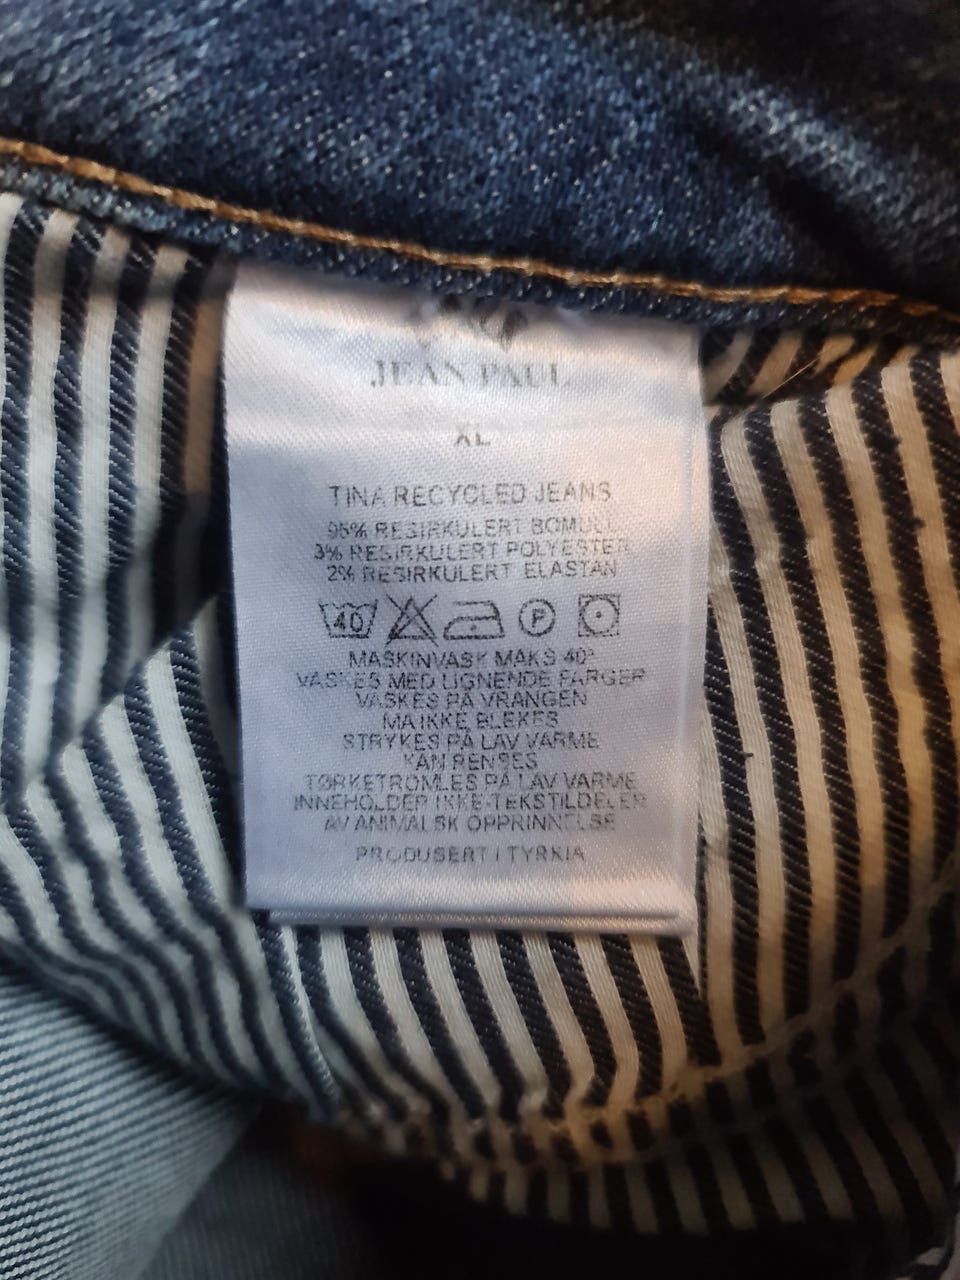 JEAN PAUL
XL
TINA RECYCLED JEANS
95% RESIRKULERT BOMULL
3% RESIRKULERT POLYESTER
2% RESIRKULERT ELASTAN
40 P
MASKINVASK MAKS 40°
VASKES MED LIGNENDE FARGER
VASKES PÅ VRANGEN
MA IKKE BLEKES
STRYKES PÅ LAV VARME
KAN RENSES
TØRKETROMLES PÅ LAV VARME
INNEHOLDER IKKE-TEKSTILDELER
AV ANIMALSK OPPRINNELSE
PRODUSERT I TYRKIA